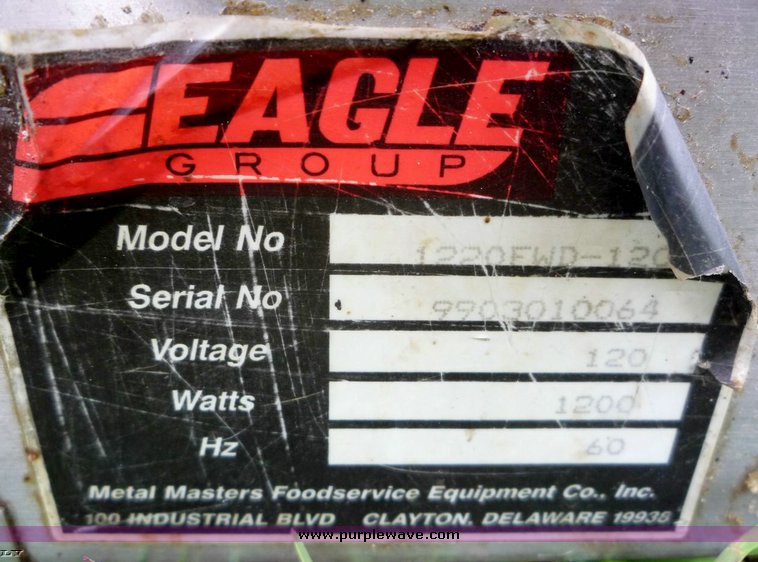 EAGLE
GROUP
Model No 1220FWD-120
Serial No 9903010064
Voltage 120
Watts 1200
Hz 60
Metal Masters Foodservice Equipment Co., Inc.
100 INDUSTRIAL BLVD CLAYTON, DELAWARE 19938
www.purplewave.com